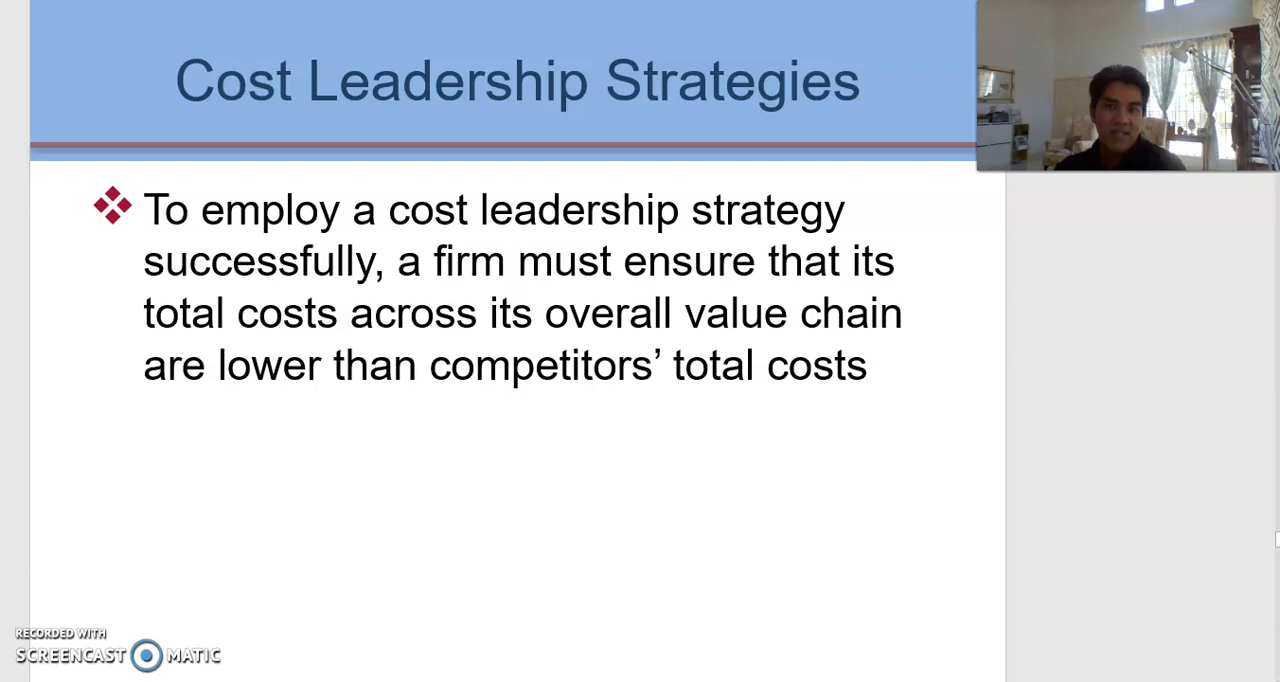 Cost Leadership Strategies
To employ a cost leadership strategy
successfully, a firm must ensure that its
total costs across its overall value chain
are lower than competitors’ total costs
RECORDED WITH
SCREENCAST MATIC